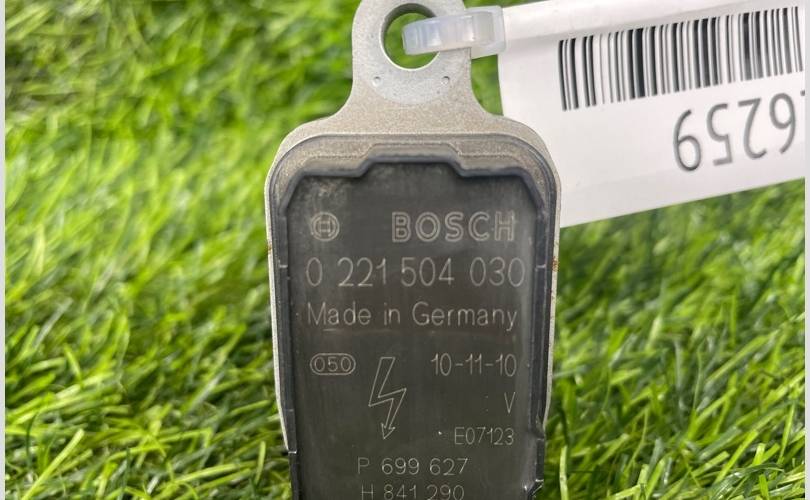 BOSCH
0 221 504 030
Made in Germany
050 10-11-10
V
E07123
P 699 627
H 841 290
6259